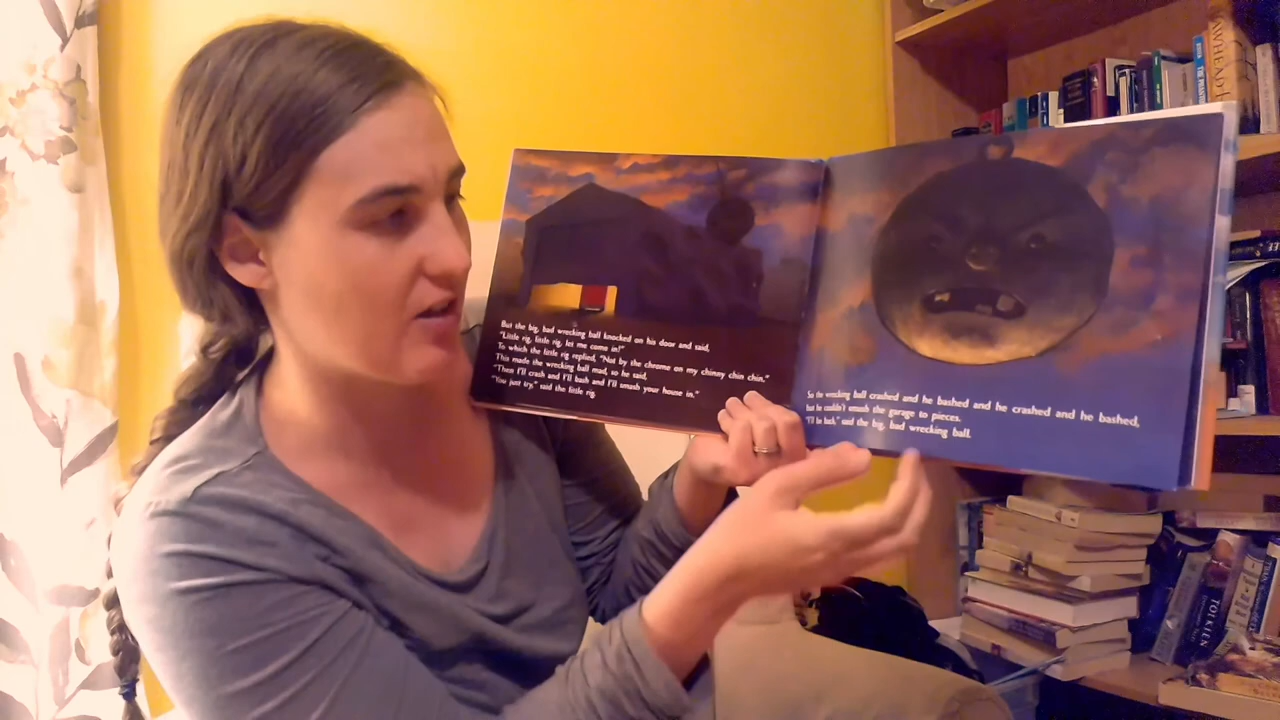 But the big, bad wrecking ball knocked on his door and said,
"Little rig, little rig, let me come in!"
To which the little rig replied, "Not by the chrome on my chinny chin chin."
This made the wrecking ball mad, so he said,
"Then I'll crash and I'll bash and I'll smash your house in."
"You just try," said the little rig.
So the wrecking ball crashed and he bashed and he crashed and he bashed,
but he couldn't smash the garage to pieces.
"I'll be back," said the big, bad wrecking ball.
TOLKIEN